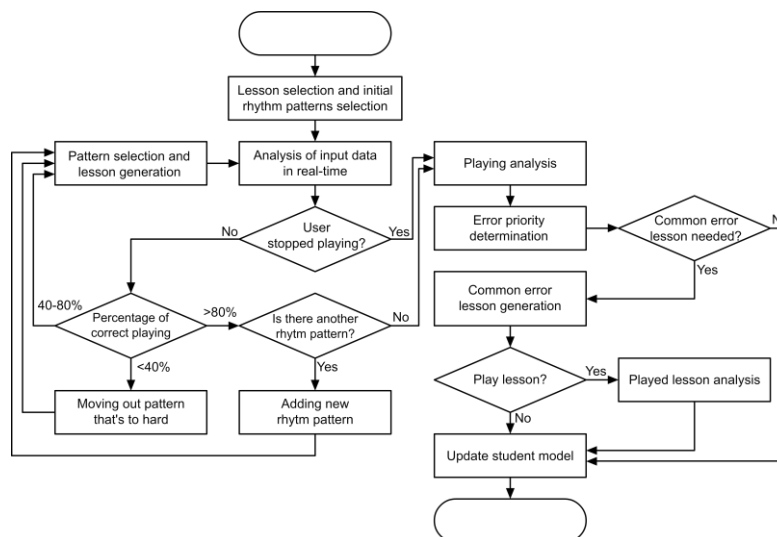 Lesson selection and initial
rhythm patterns selection
Pattern selection and
lesson generation
Analysis of input data
in real-time
Playing analysis
User
stopped playing?
No
Yes
Error priority
determination
Common error
lesson needed?
N
Yes
40-80%
Percentage of
correct playing
>80%
Is there another
rhytm pattern?
No
Common error
lesson generation
<40%
Yes
Play lesson?
Yes
Played lesson analysis
Moving out pattern
that's to hard
Adding new
rhytm pattern
No
Update student model